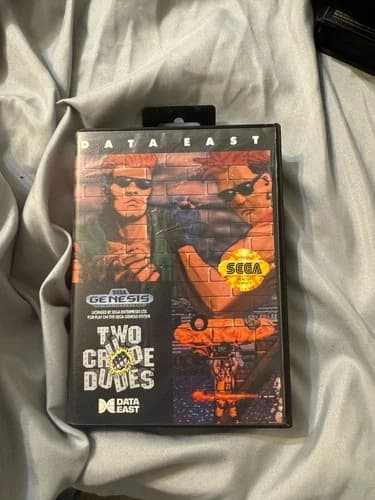 DATA EAST
SEGA
SEGA
GENESIS
LICENSED BY SEGA ENTERPRISES LTD.
FOR PLAY ON THE SEGA GENESIS SYSTEM
TWO
CRUDE
DUDES
DATA
EAST